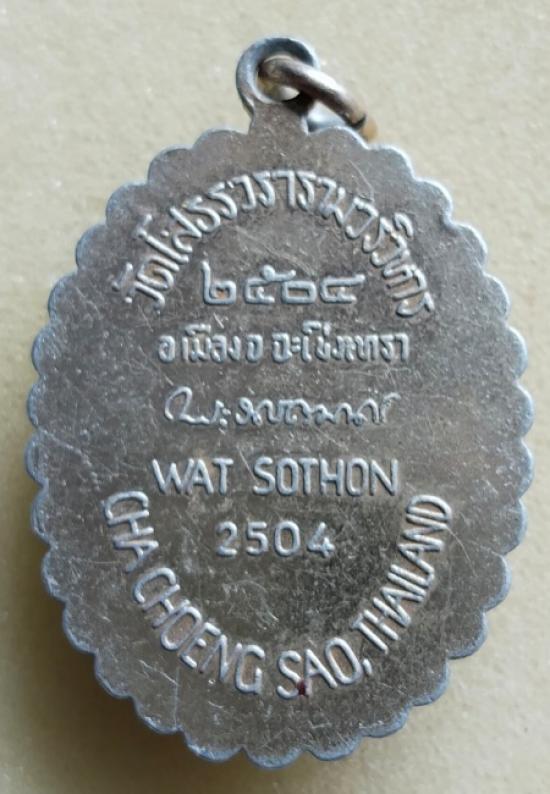 วัดโสธรวรารามวรวิหาร
๒๕๐๔
อ เมือง จ ฉะเชิงเทรา
WAT SOTHON
2504
CHA CHOENG SAO, THAILAND